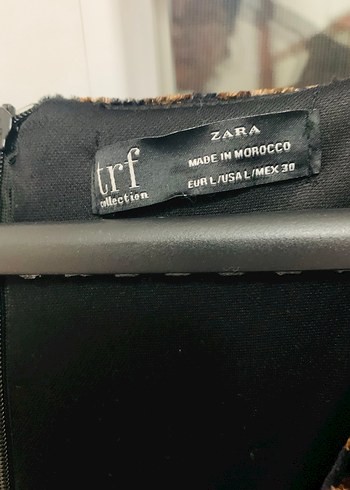 trf
collection
ZARA
MADE IN MOROCCO
EUR L/USA L/MEX 30